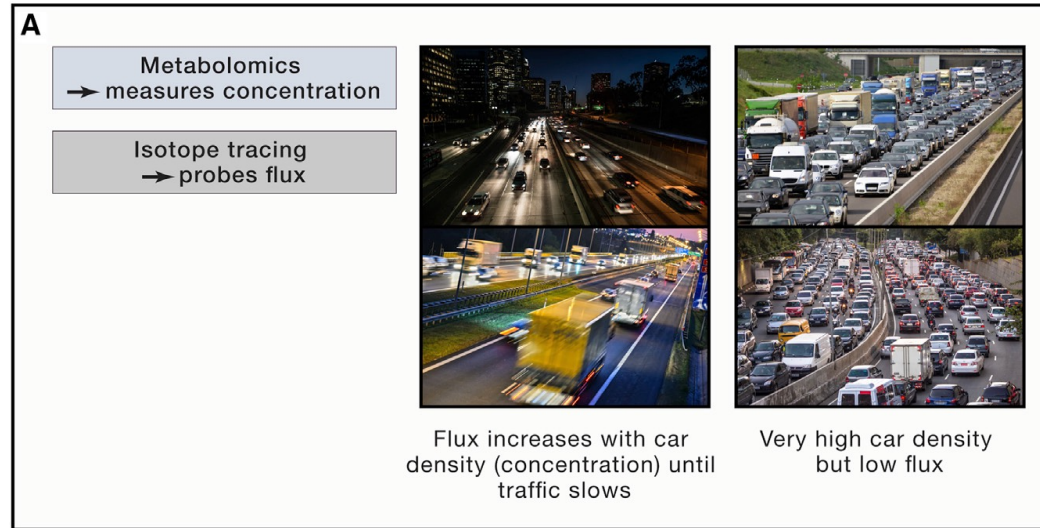 A
Metabolomics
→ measures concentration
Isotope tracing
→ probes flux
Flux increases with car
density (concentration) until
traffic slows
Very high car density
but low flux